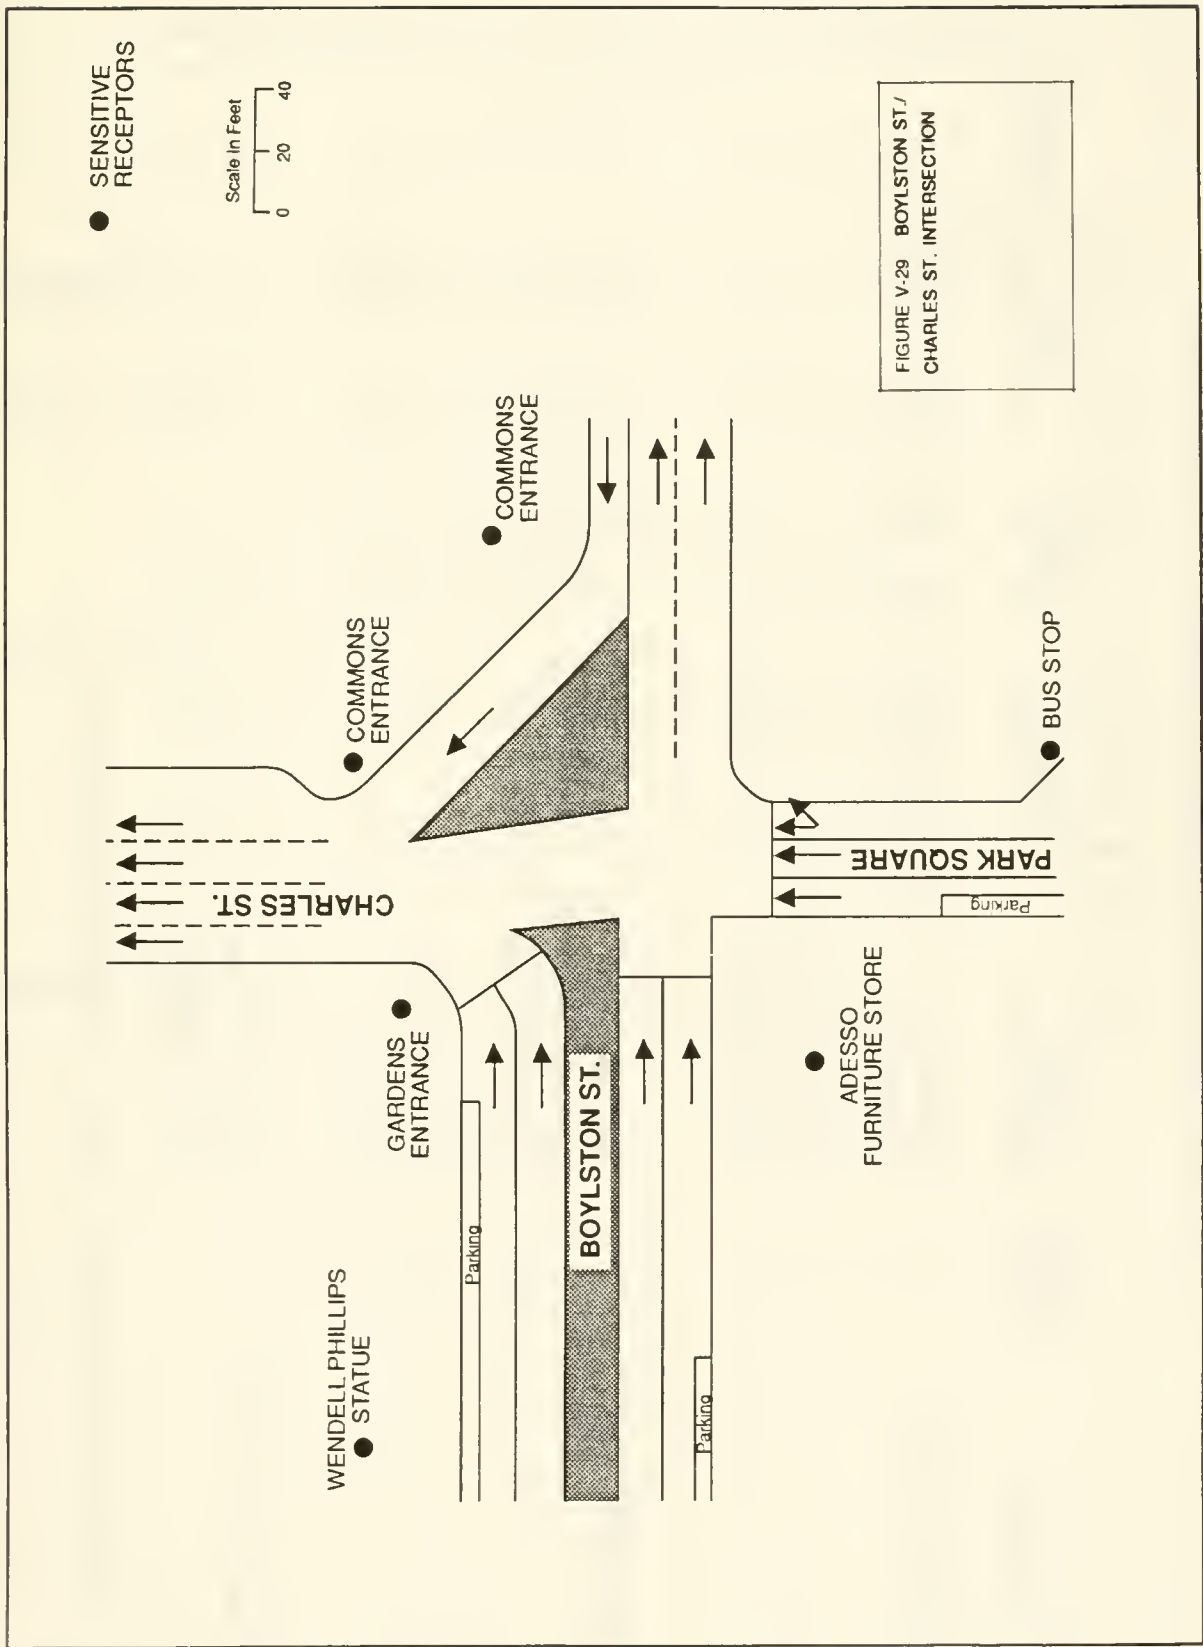 SENSITIVE
RECEPTORS
Scale In Feet
0 20 40
COMMONS
ENTRANCE
COMMONS
ENTRANCE
CHARLES ST.
GARDENS
ENTRANCE
WENDELL PHILLIPS
STATUE
Parking
BOYLSTON ST.
Parking
PARK SQUARE
Parking
BUS STOP
ADESSO
FURNITURE STORE
FIGURE V-29 BOYLSTON ST./
CHARLES ST. INTERSECTION